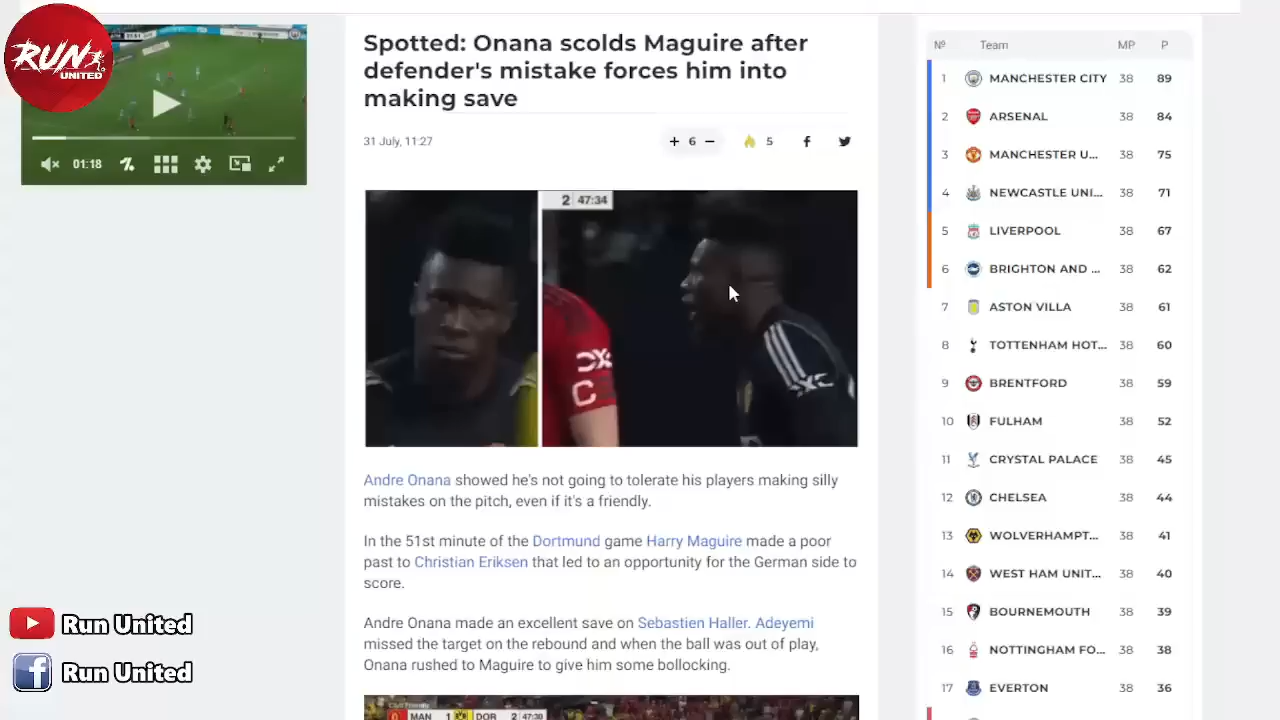 RUN
UNITED
01:18
Spotted: Onana scolds Maguire after
defender's mistake forces him into
making save
31 July, 11:27
+ 6 −
5
2 47:34
C
Andre Onana showed he's not going to tolerate his players making silly
mistakes on the pitch, even if it's a friendly.
In the 51st minute of the Dortmund game Harry Maguire made a poor
past to Christian Eriksen that led to an opportunity for the German side to
score.
Andre Onana made an excellent save on Sebastien Haller. Adeyemi
missed the target on the rebound and when the ball was out of play,
Onana rushed to Maguire to give him some bollocking.
Club Friendly
MAN 1 DOR 2 47:30
Nº Team MP P
1 MANCHESTER CITY 38 89
2 ARSENAL 38 84
3 MANCHESTER U... 38 75
4 NEWCASTLE UNI... 38 71
5 LIVERPOOL 38 67
6 BRIGHTON AND ... 38 62
7 ASTON VILLA 38 61
8 TOTTENHAM HOT... 38 60
9 BRENTFORD 38 59
10 FULHAM 38 52
11 CRYSTAL PALACE 38 45
12 CHELSEA 38 44
13 WOLVERHAMPT... 38 41
14 WEST HAM UNIT... 38 40
15 BOURNEMOUTH 38 39
16 NOTTINGHAM FO... 38 38
17 EVERTON 38 36
Run United
Run United